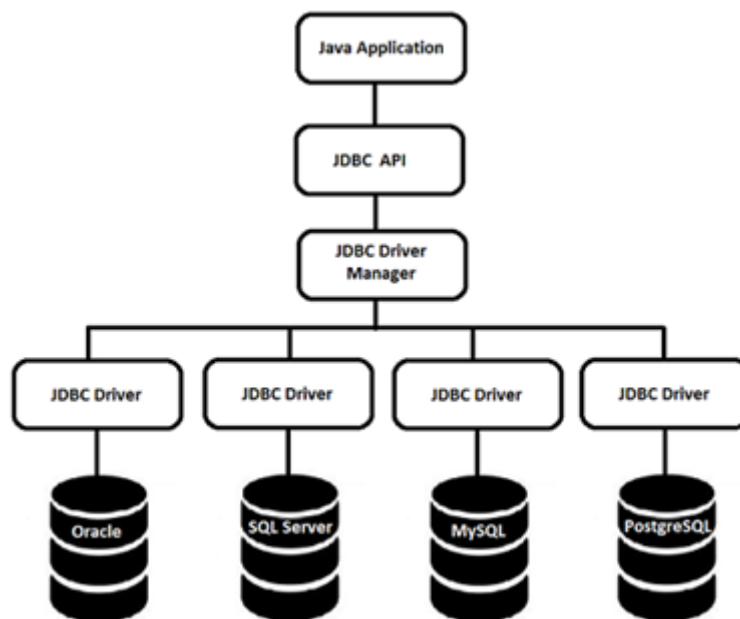 Java Application
JDBC API
JDBC Driver
Manager
JDBC Driver
JDBC Driver
JDBC Driver
JDBC Driver
Oracle
SQL Server
MySQL
PostgreSQL